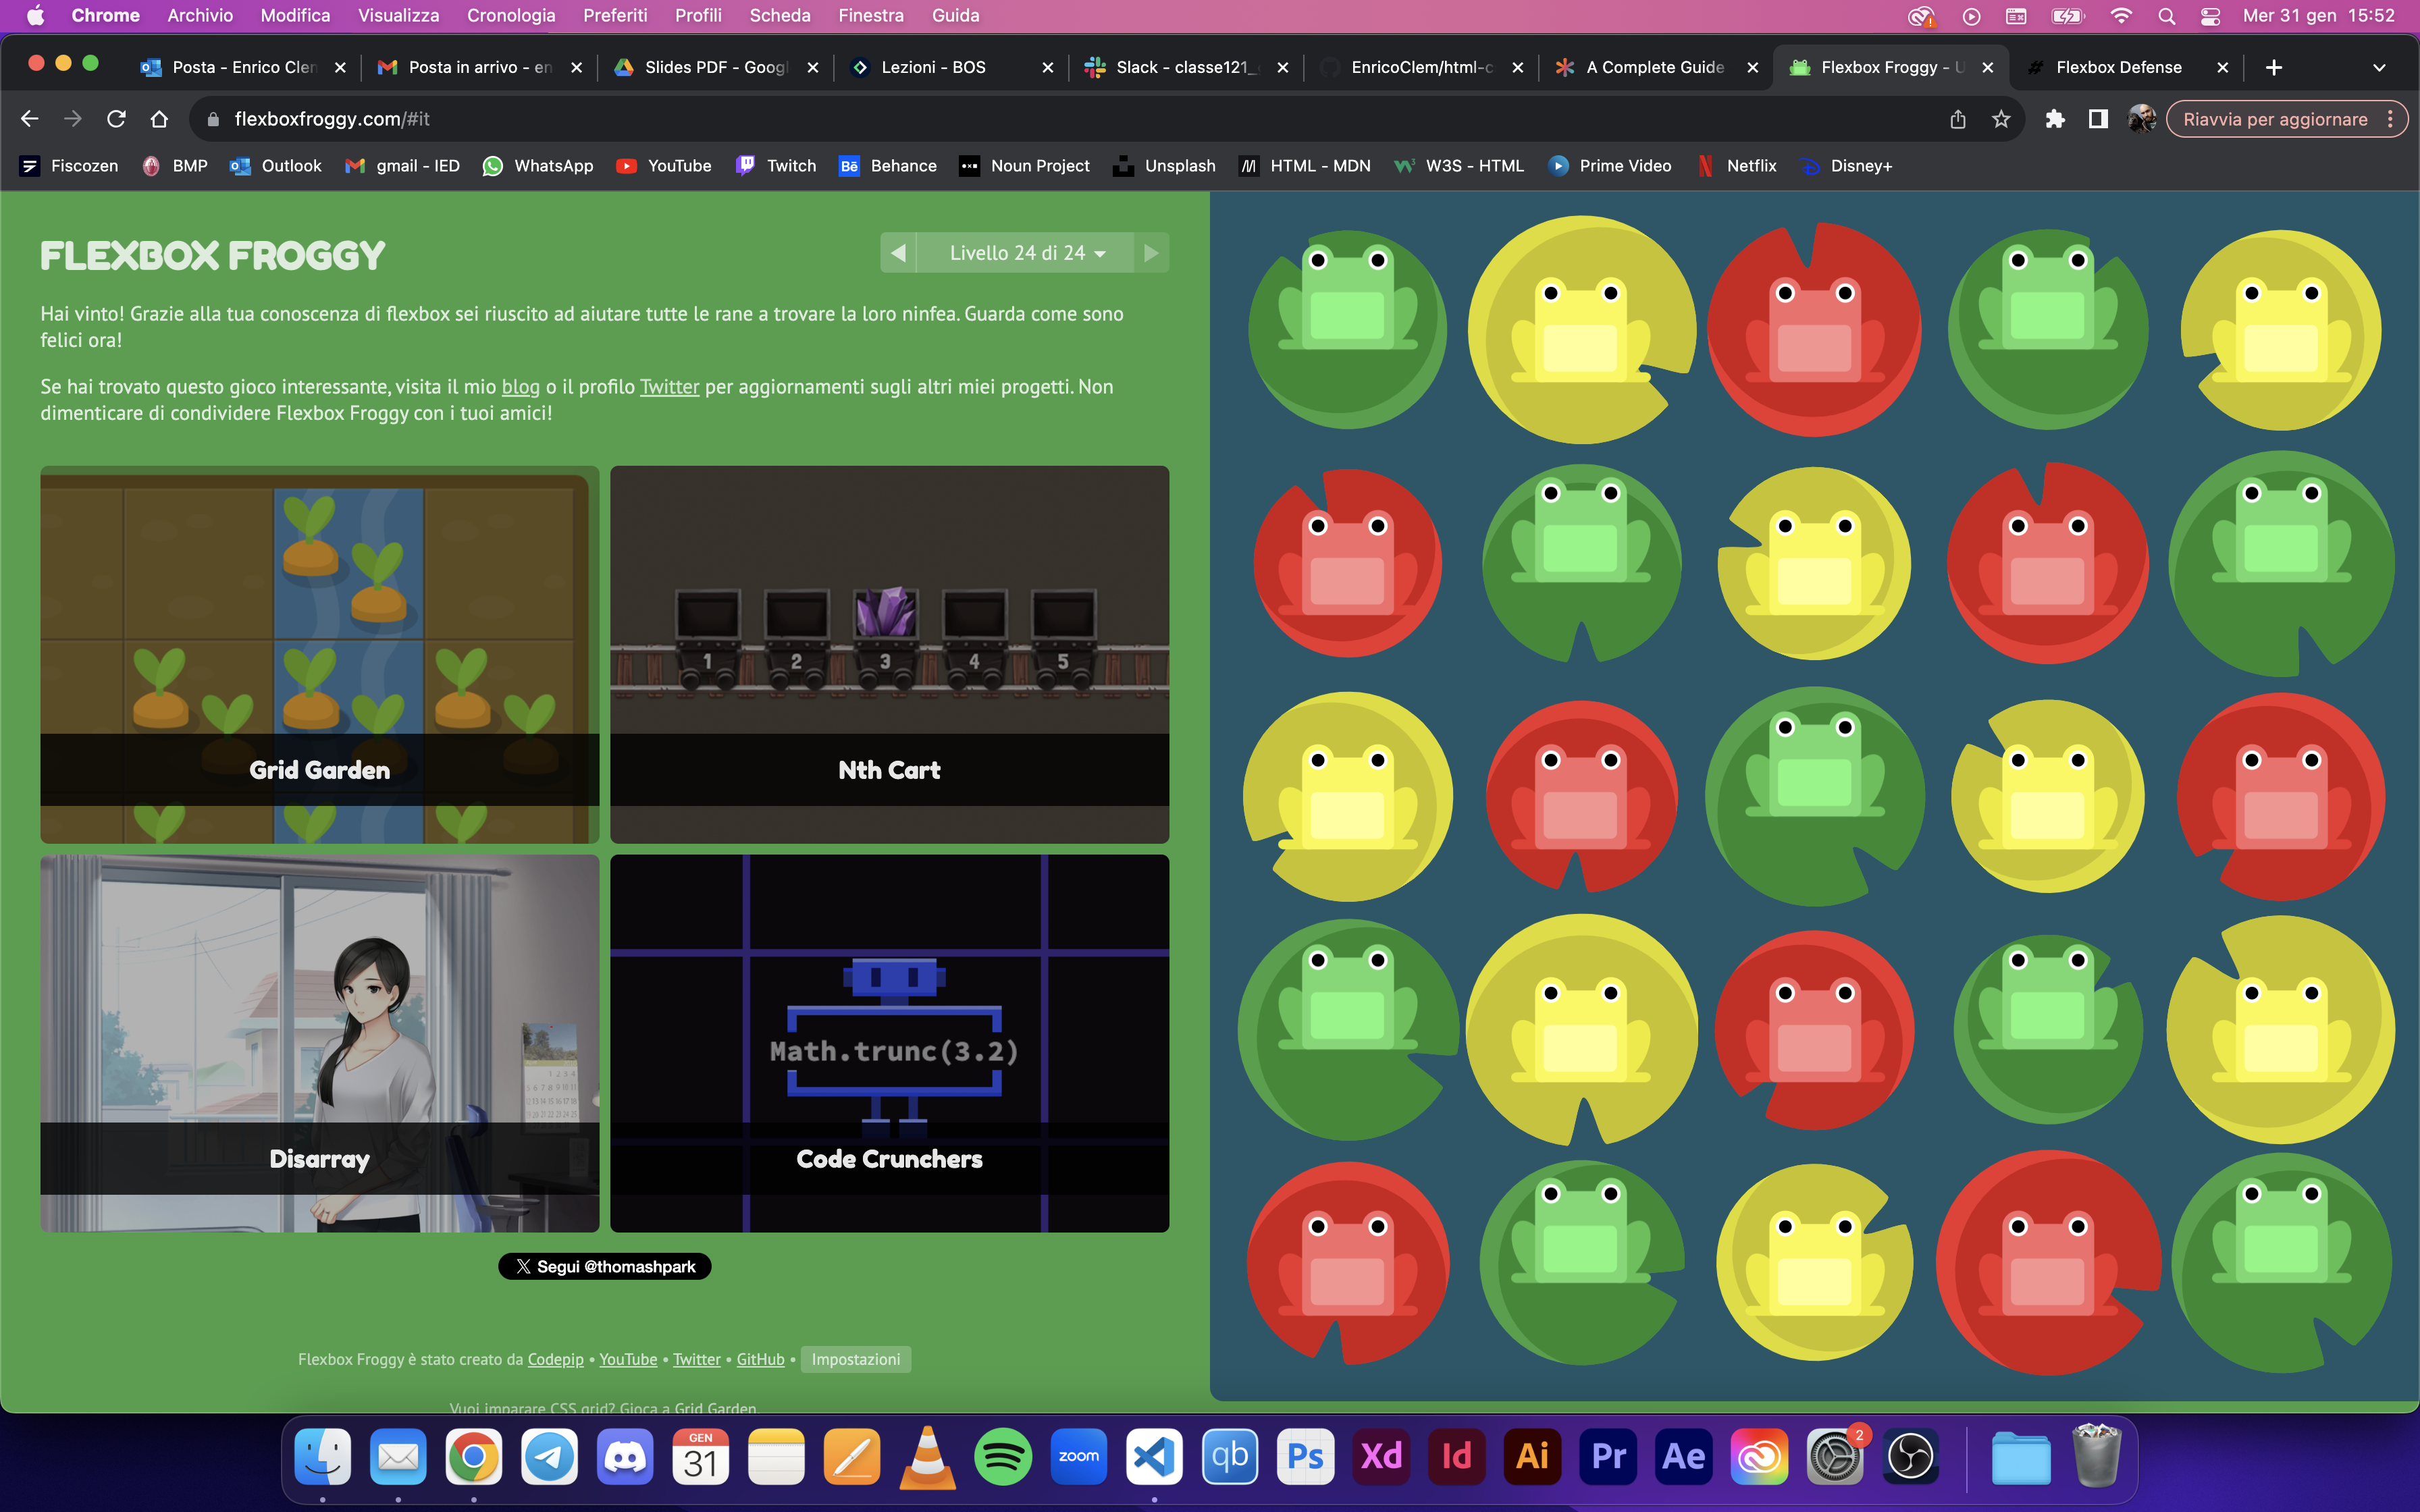 Chrome Archivio Modifica Visualizza Cronologia Preferiti Profili Scheda Finestra Guida Mer 31 gen 15:52
Posta - Enrico Clem Posta in arrivo - en Slides PDF - Googl Lezioni - BOS Slack - classe121_ EnricoClem/html-c A Complete Guide Flexbox Froggy - U Flexbox Defense
flexboxfroggy.com/#it Riavvia per aggiornare
Fiscozen BMP Outlook gmail - IED WhatsApp YouTube Twitch Bē Behance Noun Project Unsplash HTML - MDN W3S - HTML Prime Video Netflix Disney+
FLEXBOX FROGGY
Livello 24 di 24
Hai vinto! Grazie alla tua conoscenza di flexbox sei riuscito ad aiutare tutte le rane a trovare la loro ninfea. Guarda come sono
felici ora!
Se hai trovato questo gioco interessante, visita il mio blog o il profilo Twitter per aggiornamenti sugli altri miei progetti. Non
dimenticare di condividere Flexbox Froggy con i tuoi amici!
1 2 3 4 5
Grid Garden
Nth Cart
Math.trunc(3.2)
Disarray
Code Crunchers
X Segui @thomashpark
Flexbox Froggy è stato creato da Codepip • YouTube • Twitter • GitHub • Impostazioni
Vuoi imparare CSS grid? Gioca a Grid Garden.
GEN
31
zoom
qb
Ps
Xd
Id
Ai
Pr
Ae
2